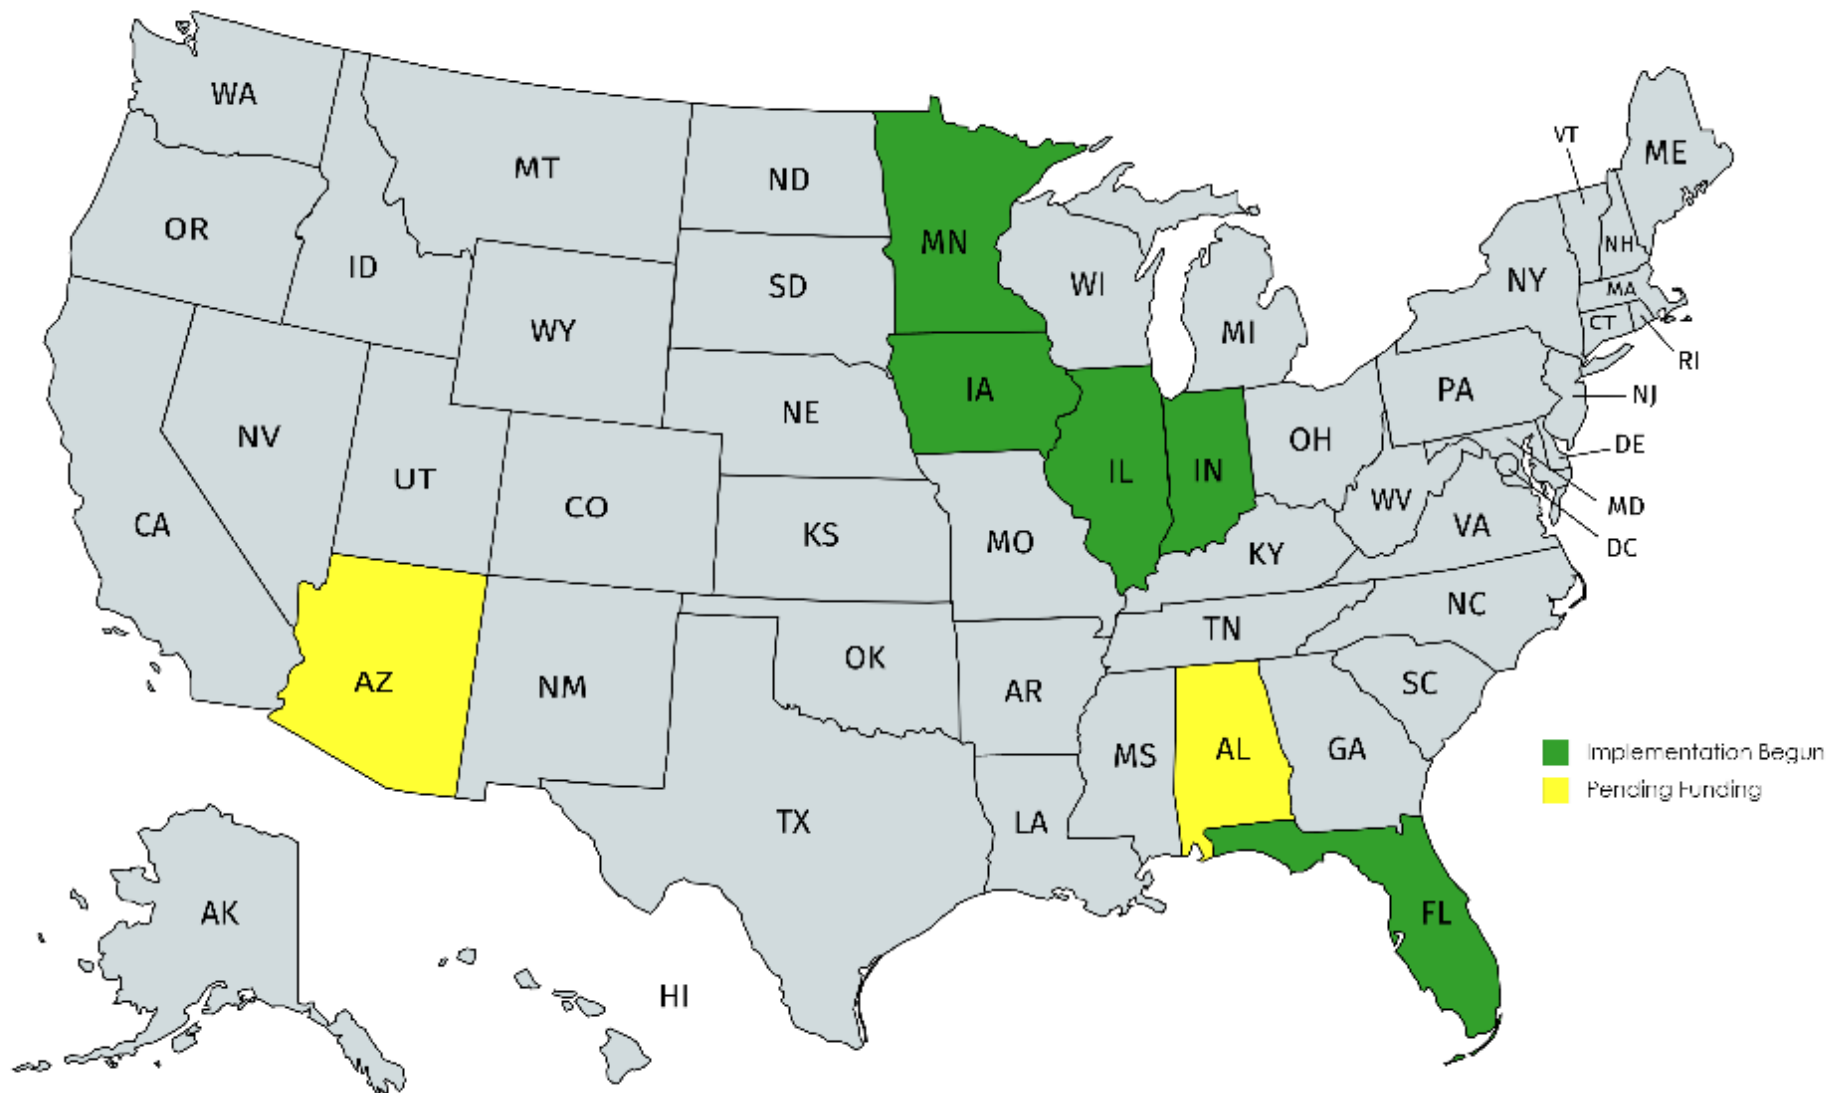 WA
VT
ME
MT
ND
OR
MN
NH
ID
SD
WI
NY
MA
WY
MI
CT
RI
IA
PA
NJ
NE
NV
OH
DE
UT
IL
IN
CO
WV
MD
CA
KS
MO
VA
DC
KY
NC
TN
OK
AZ
NM
AR
SC
MS
AL
GA
Implementation Begun
Pending Funding
TX
LA
AK
FL
HI